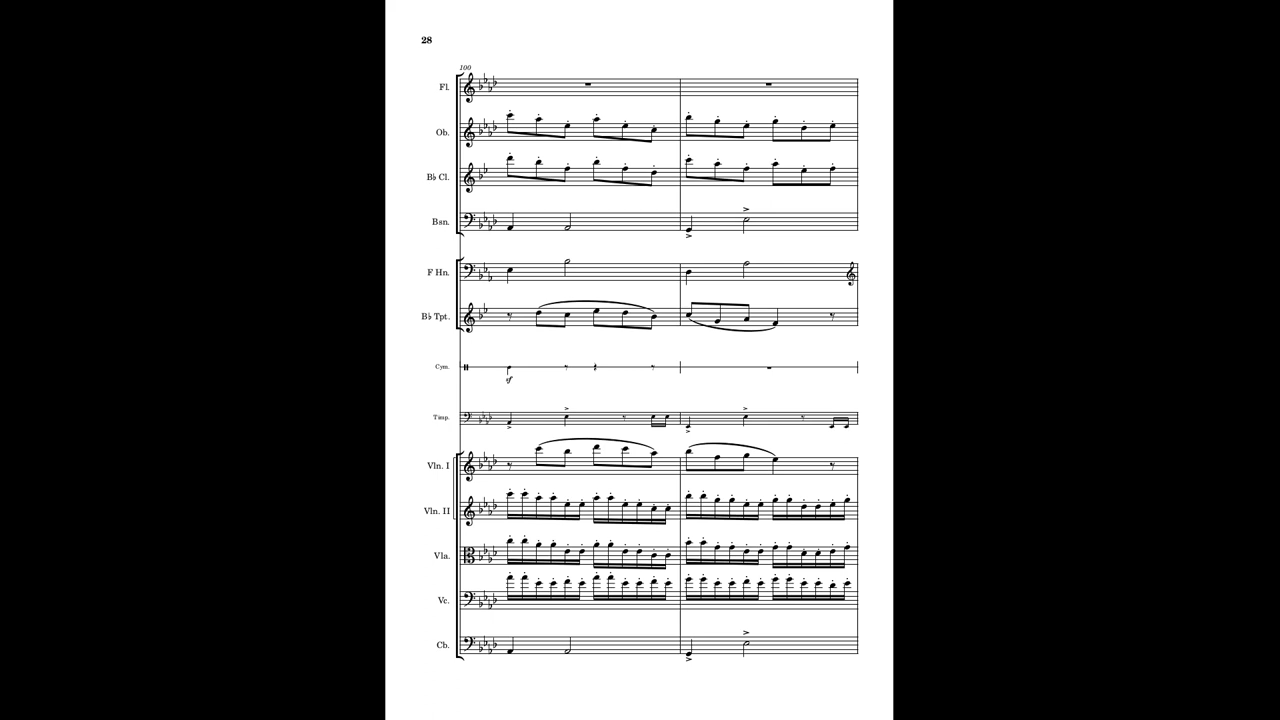 28
100
Fl.
Ob.
B♭ Cl.
Bsn.
F Hn.
B♭ Tpt.
Cym.
sf
Timp.
Vln. I
Vln. II
Vla.
Vc.
Cb.